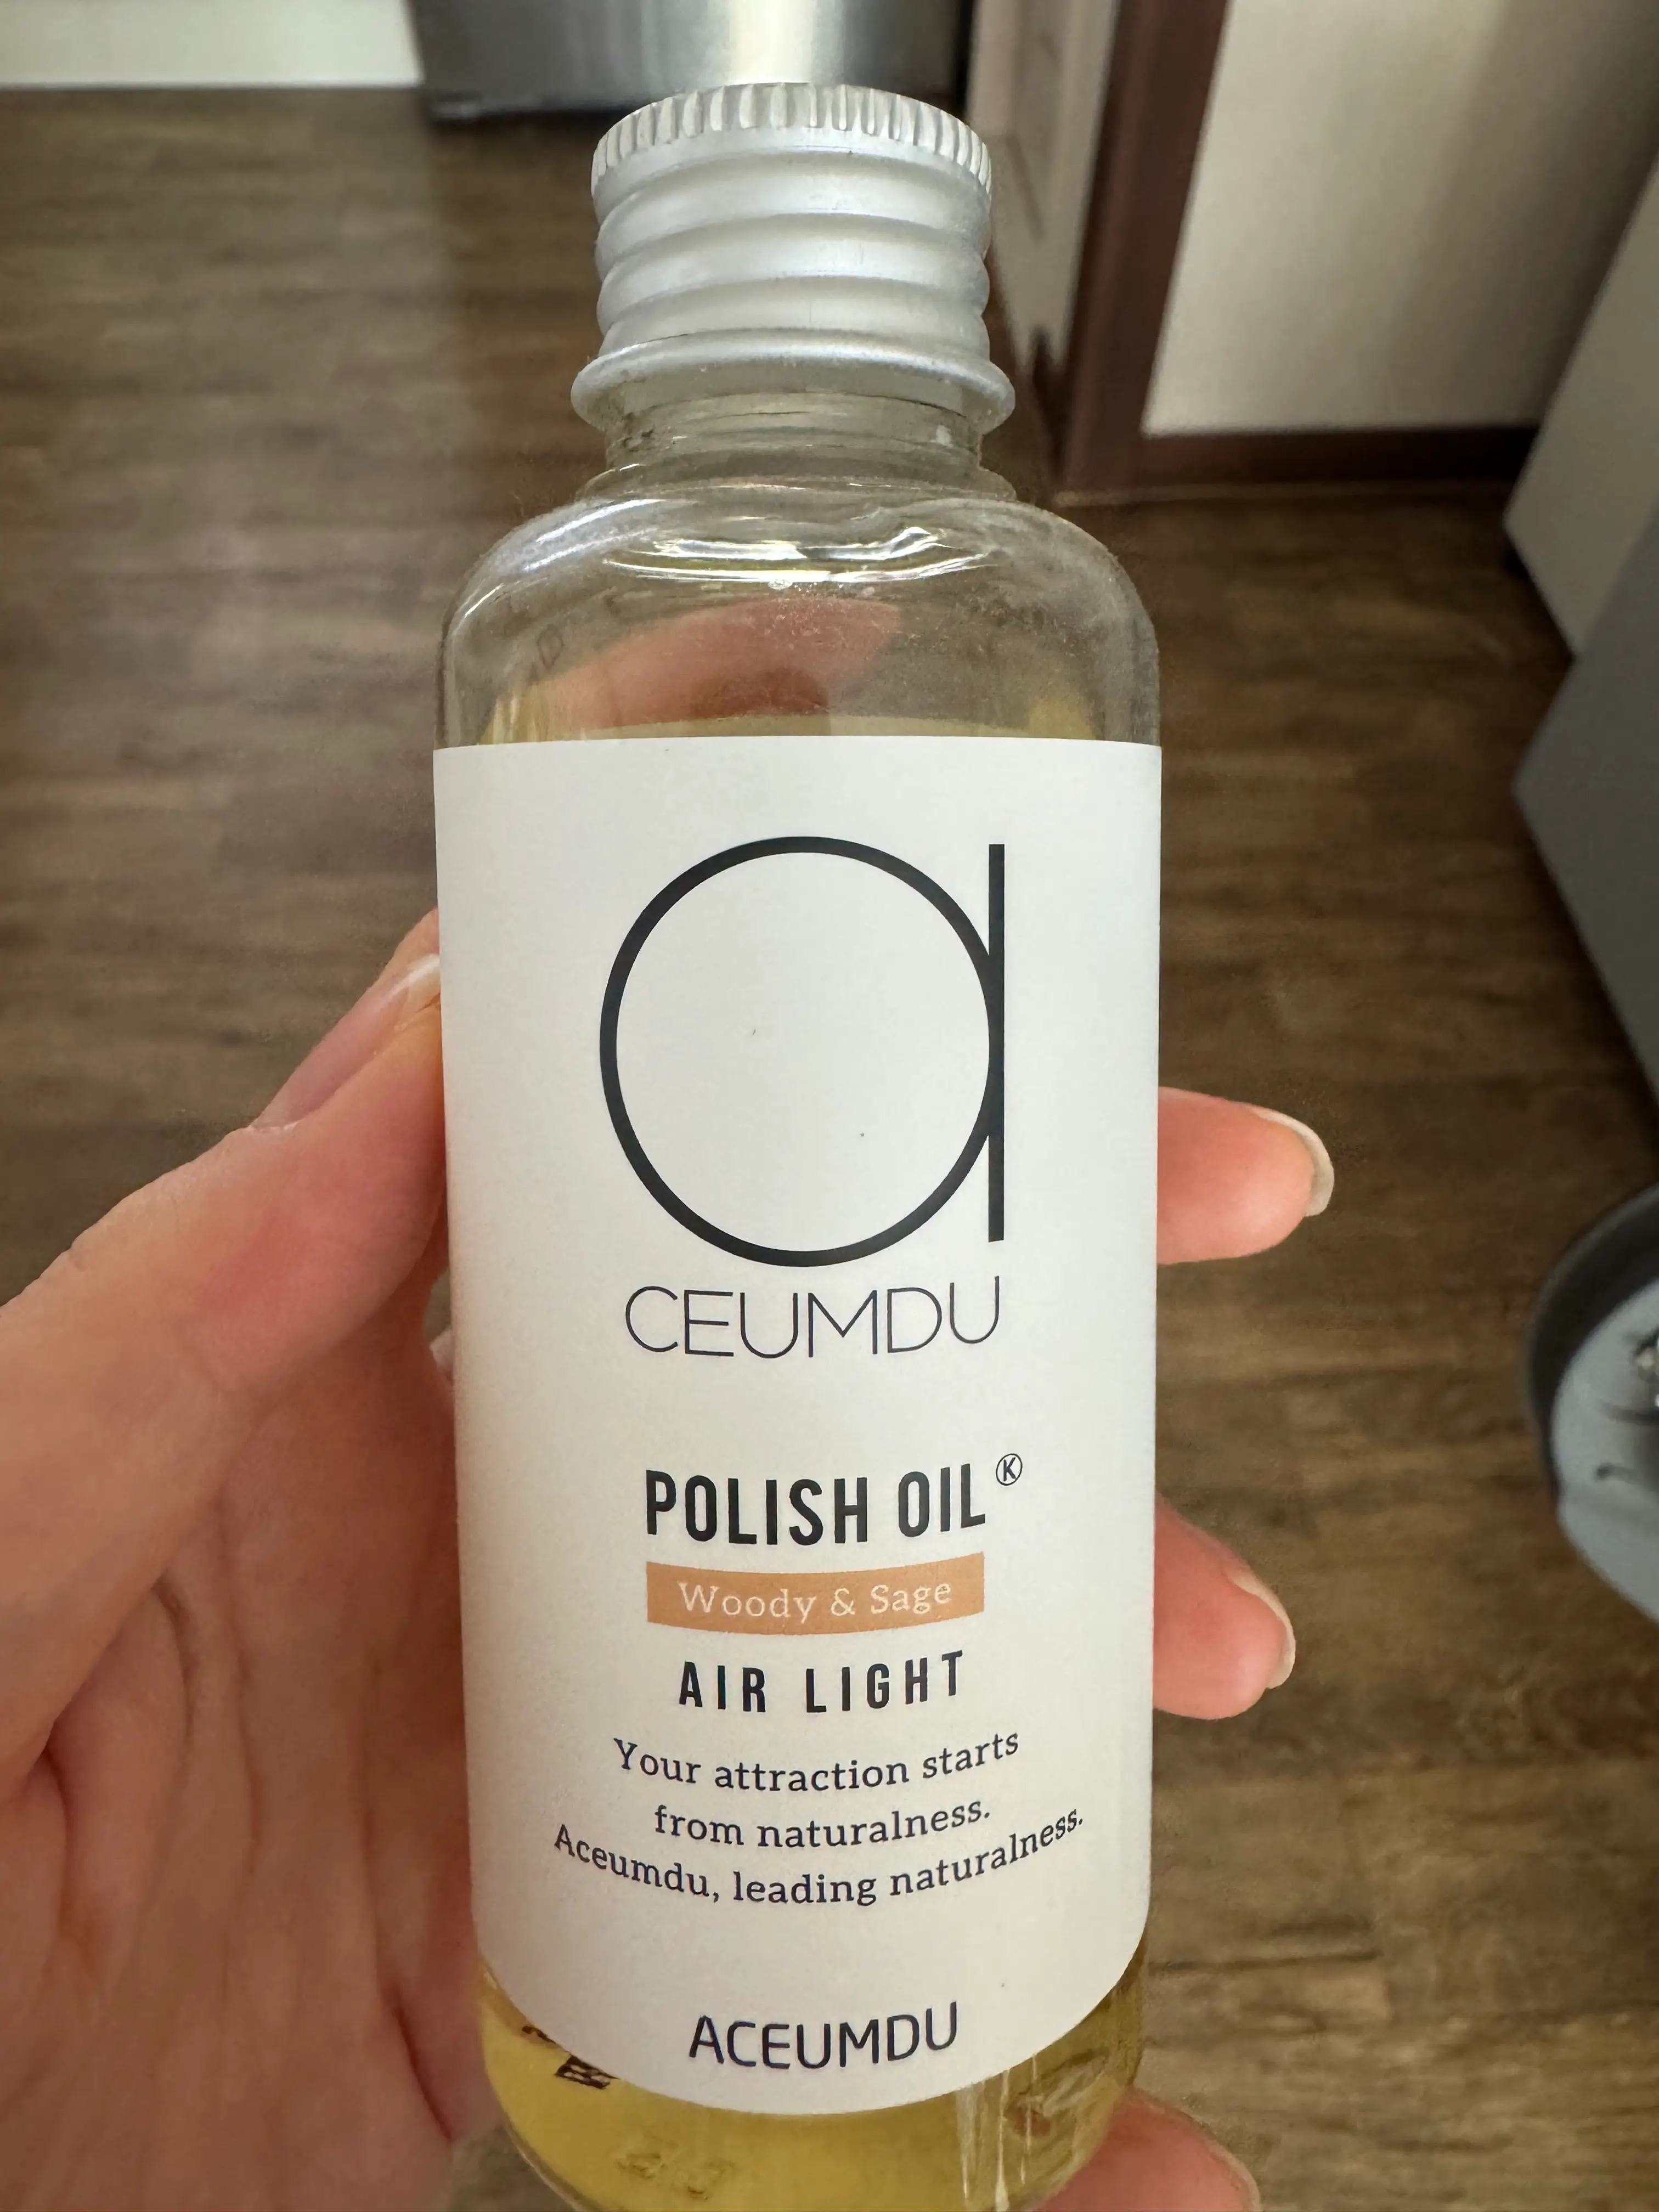 a
CEUMDU
POLISH OIL Ⓚ
Woody & Sage
AIR LIGHT
Your attraction starts
from naturalness.
Aceumdu, leading naturalness.
ACEUMDU